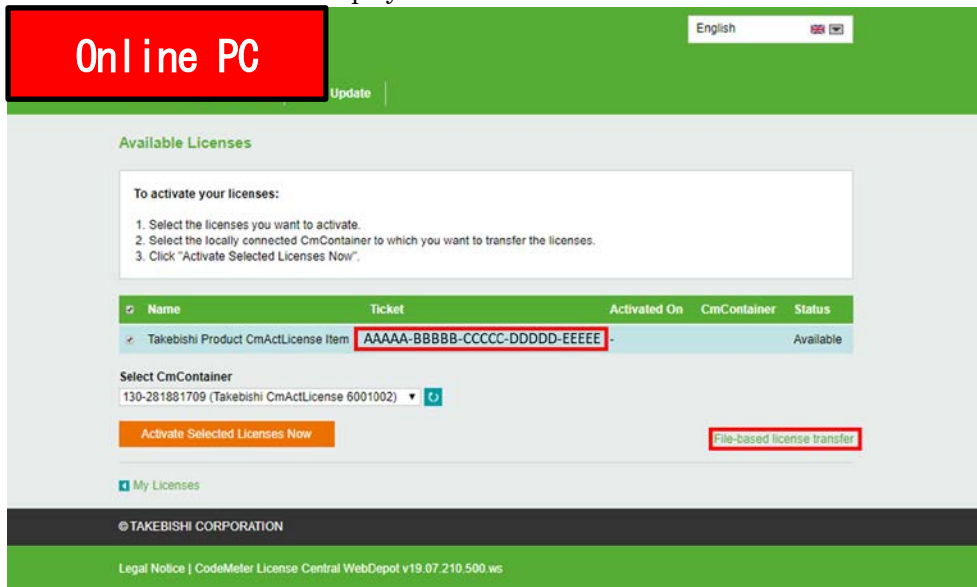 English
Online PC
Update
Available Licenses
To activate your licenses:
1. Select the licenses you want to activate.
2. Select the locally connected CmContainer to which you want to transfer the licenses.
3. Click "Activate Selected Licenses Now".
Name Ticket Activated On CmContainer Status
Takebishi Product CmActLicense Item AAAAA-BBBBB-CCCCC-DDDDD-EEEEE - Available
Select CmContainer
130-281881709 (Takebishi CmActLicense 6001002)
Activate Selected Licenses Now
File-based license transfer
My Licenses
© TAKEBISHI CORPORATION
Legal Notice | CodeMeter License Central WebDepot v19.07.210.500.ws